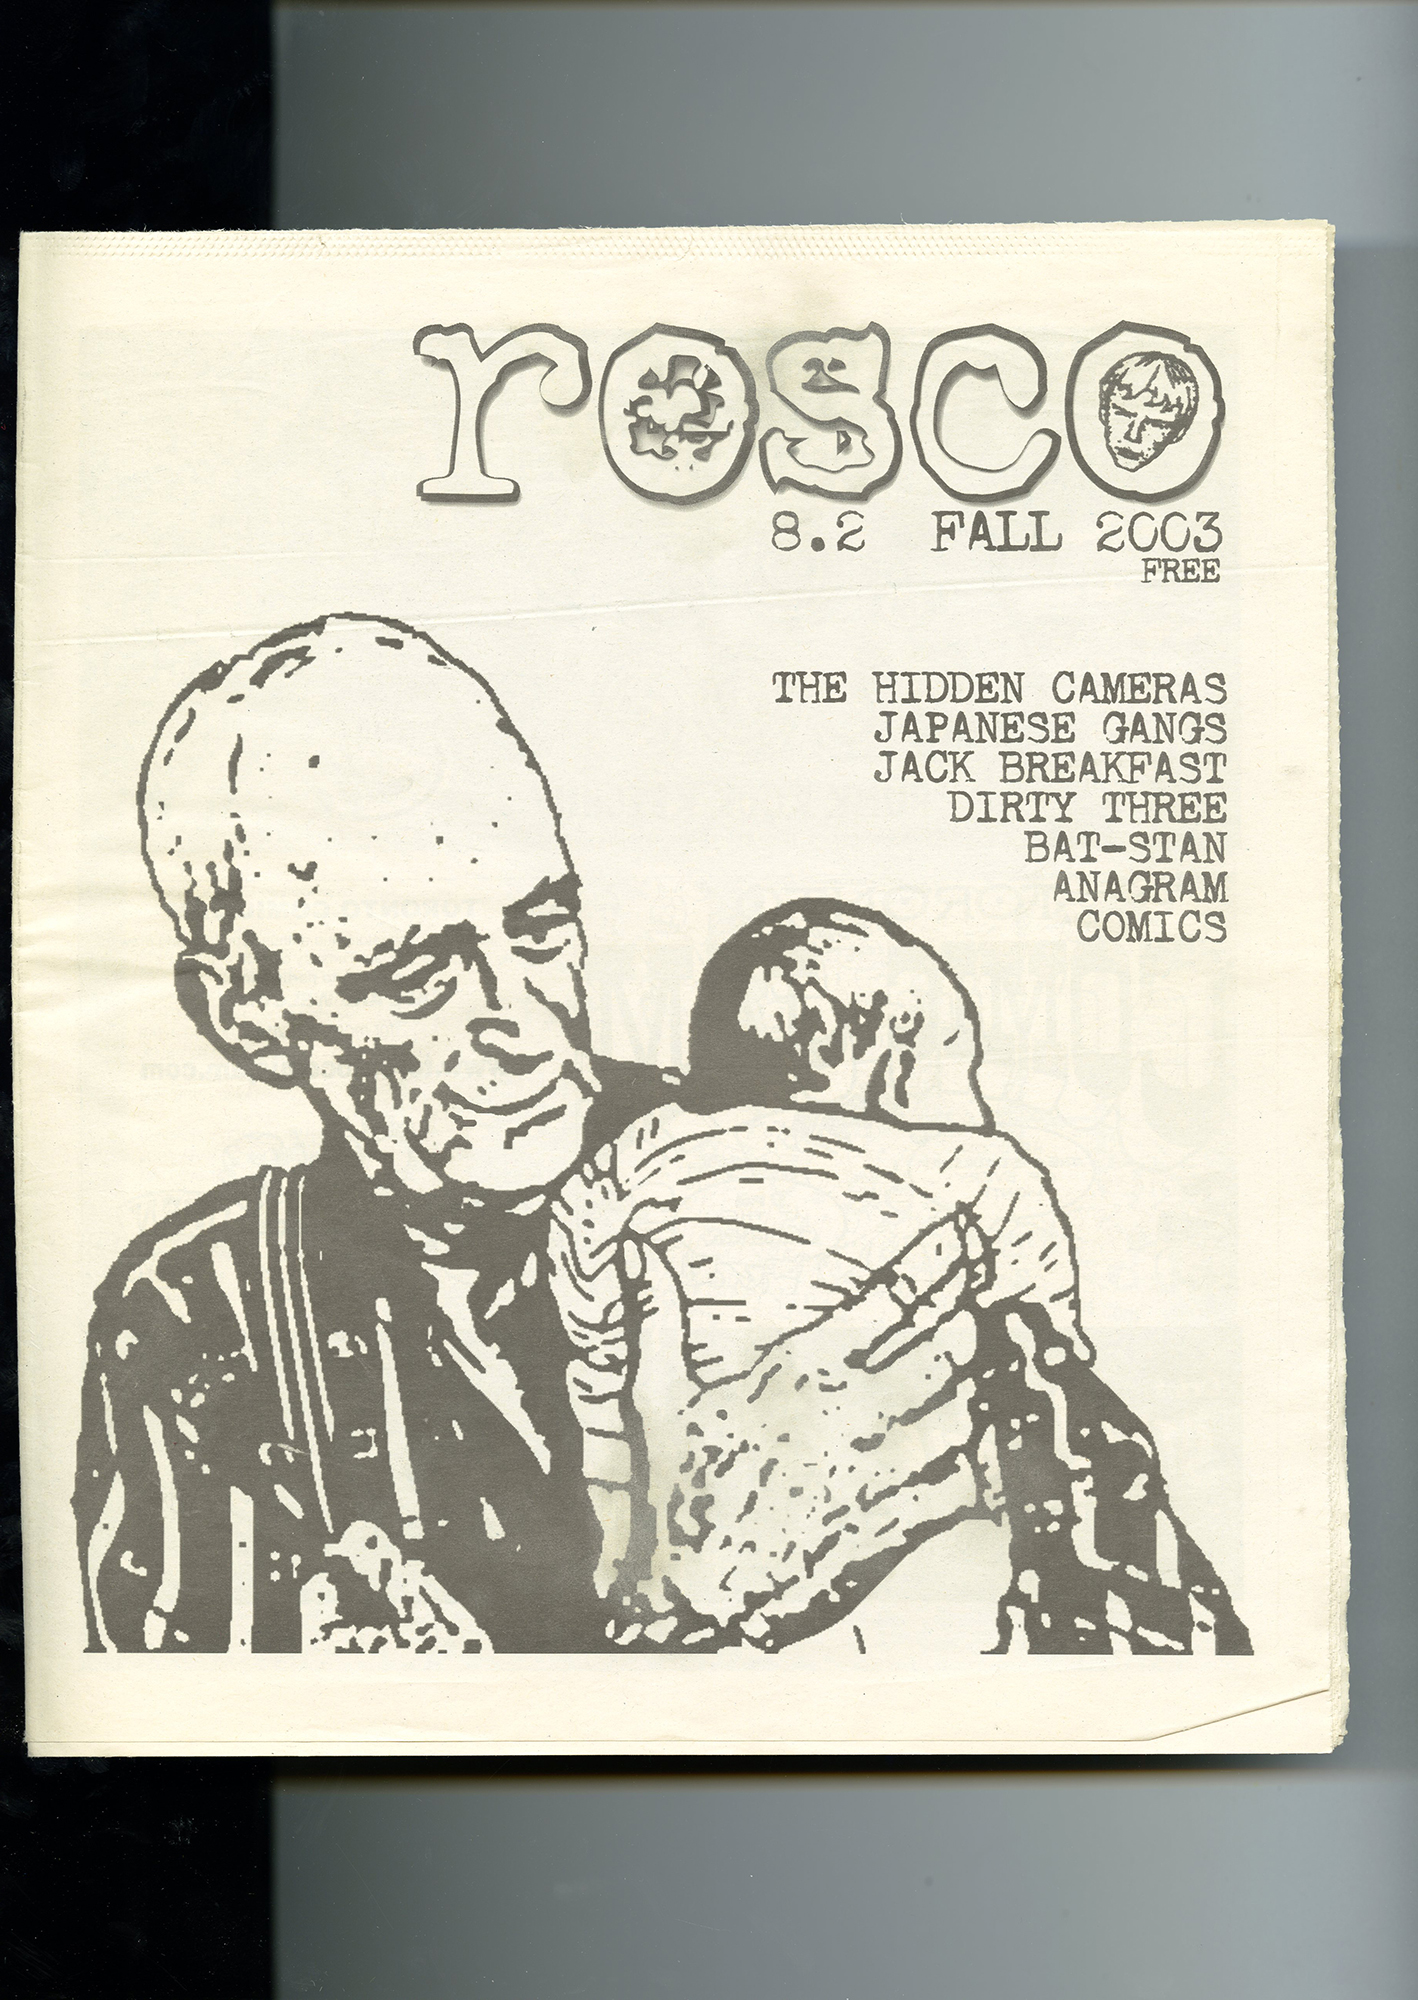 rosco
8.2 FALL 2003
FREE
THE HIDDEN CAMERAS
JAPANESE GANGS
JACK BREAKFAST
DIRTY THREE
BAT-STAN
ANAGRAM
COMICS